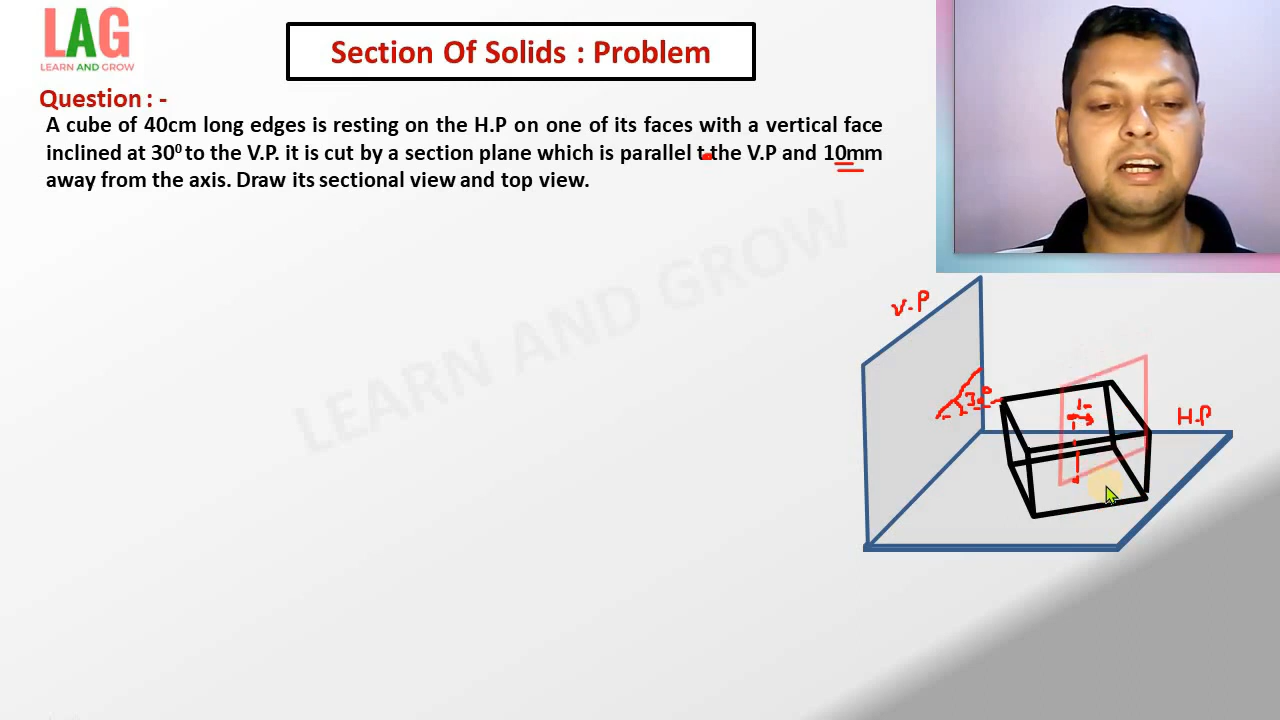 LAG
LEARN AND GROW
Section Of Solids : Problem
Question : -
A cube of 40cm long edges is resting on the H.P on one of its faces with a vertical face
inclined at 30⁰ to the V.P. it is cut by a section plane which is parallel t the V.P and 10mm
away from the axis. Draw its sectional view and top view.
LEARN AND GROW
V.P
30°
H.P